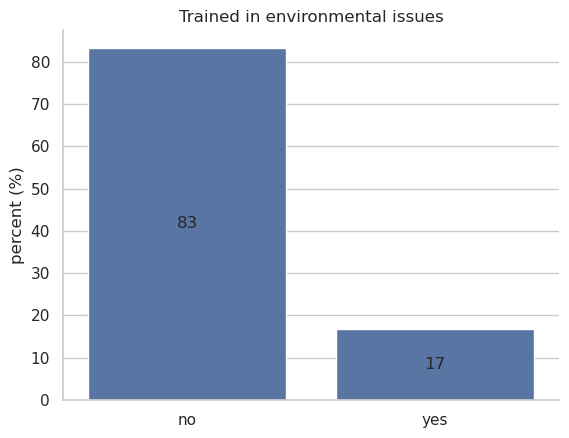 Trained in environmental issues
percent (%)
80
70
60
50
40
30
20
10
0
83
17
no
yes